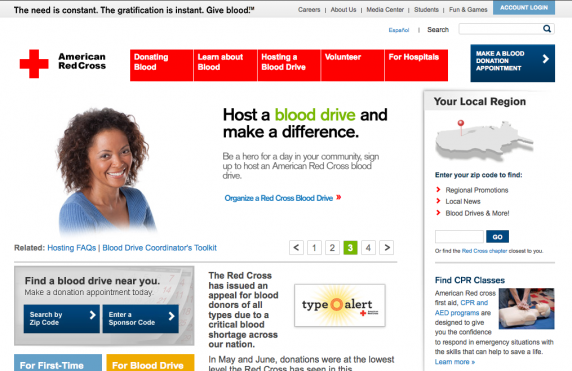 The need is constant. The gratification is instant. Give blood.™
Careers | About Us | Media Center | Students | Fun & Games
ACCOUNT LOGIN
Español | Search
American
Red Cross
Donating
Blood
Learn about
Blood
Hosting a
Blood Drive
Volunteer
For Hospitals
MAKE A BLOOD
DONATION
APPOINTMENT
Host a blood drive and
make a difference.
Be a hero for a day in your community, sign
up to host an American Red Cross blood
drive.
Organize a Red Cross Blood Drive »
Related: Hosting FAQs | Blood Drive Coordinator's Toolkit
< 1 2 3 4 >
Your Local Region
Enter your zip code to find:
Regional Promotions
Local News
Blood Drives & More!
GO
Or find the Red Cross chapter closest to you.
Find a blood drive near you.
Make a donation appointment today.
Search by
Zip Code
Enter a
Sponsor Code
The Red Cross
has issued an
appeal for blood
donors of all
types due to a
critical blood
shortage across
our nation.
type O alert
American
Red Cross
In May and June, donations were at the lowest
level the Red Cross has seen in this
Find CPR Classes
American Red cross
first aid, CPR and
AED programs are
designed to give
you the confidence
to respond in emergency situations with
the skills that can help to save a life.
Learn more »
For First-Time
For Blood Drive